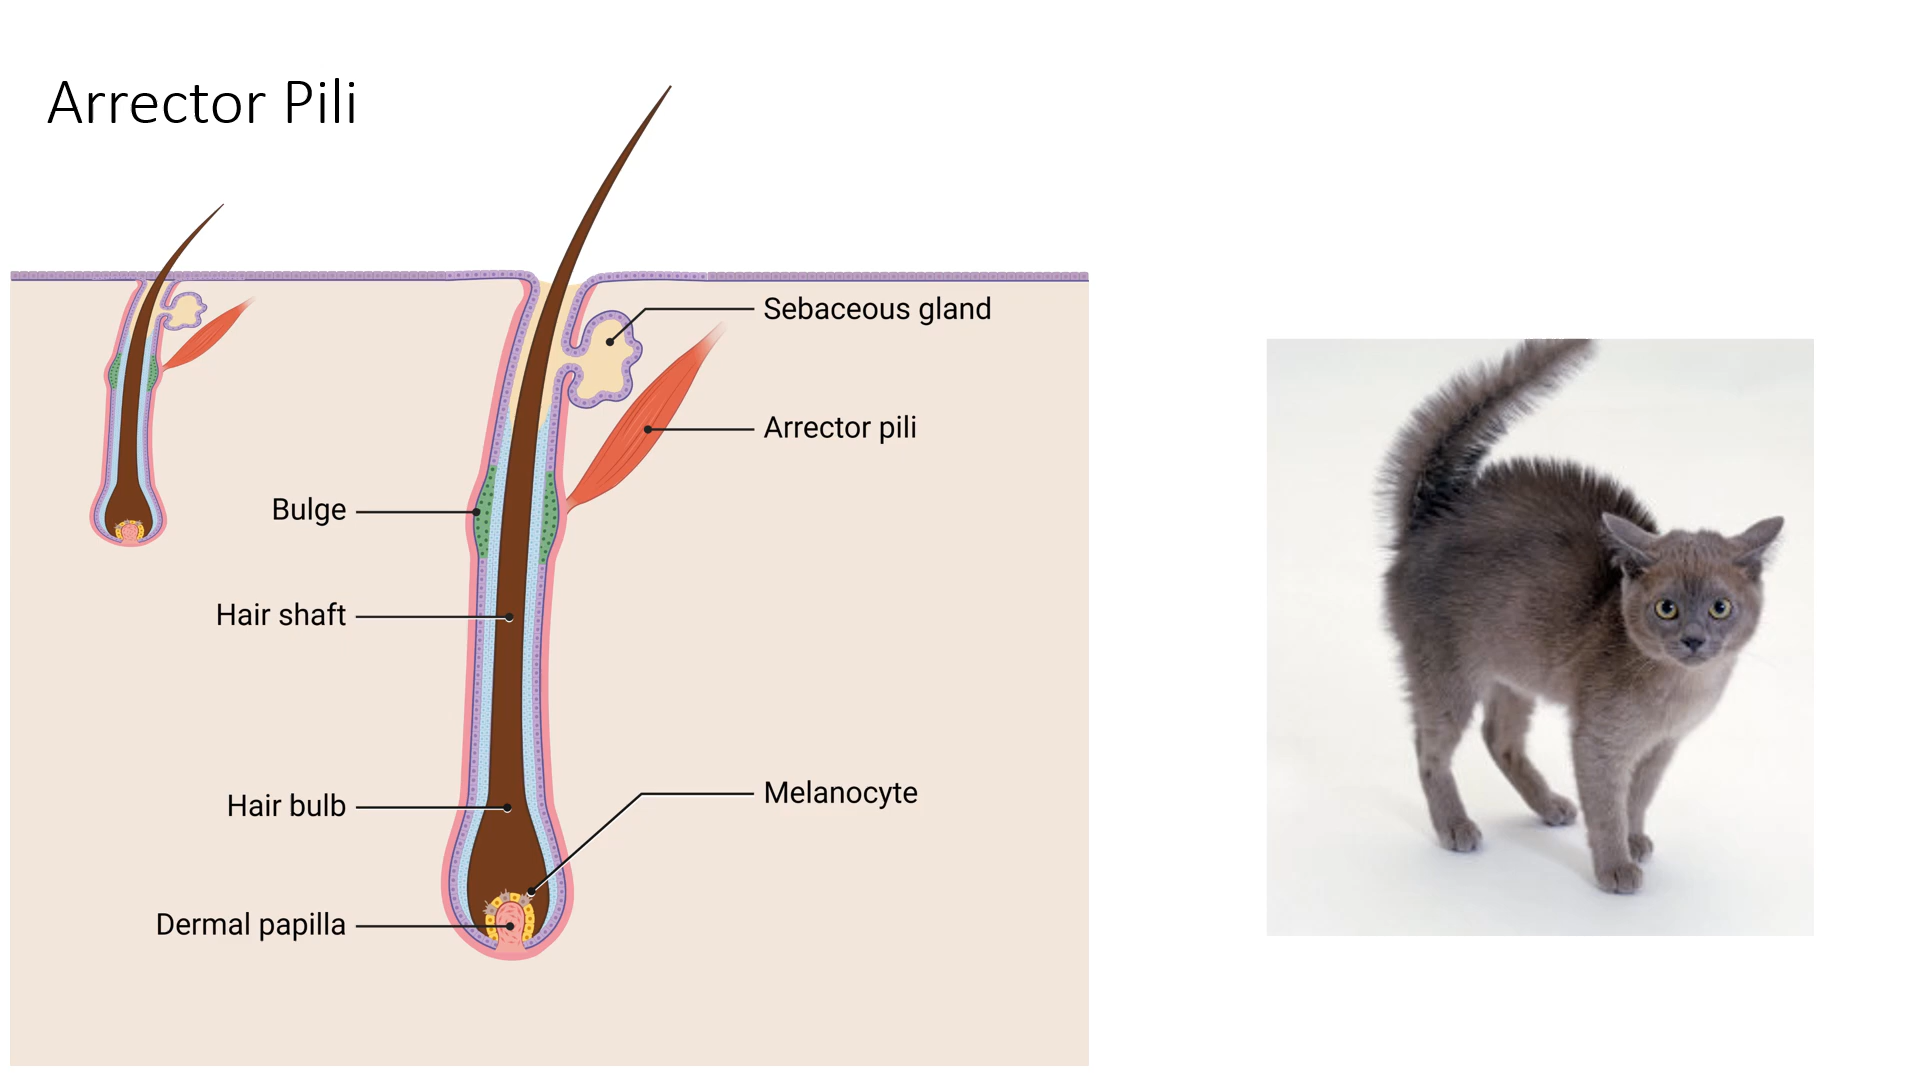 Arrector Pili
Sebaceous gland
Arrector pili
Bulge
Hair shaft
Hair bulb
Melanocyte
Dermal papilla